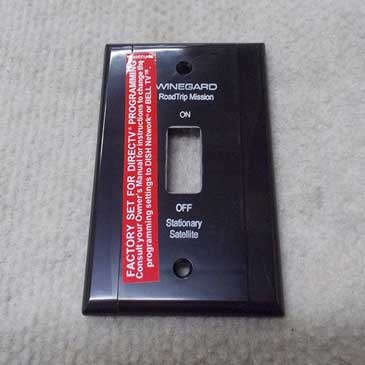 WINEGARD
RoadTrip Mission
ON
OFF
Stationary
Satellite
FACTORY SET FOR DIRECTV® PROGRAMMING
Consult your Owner's Manual for instructions to change the
programming settings to DISH Network® or BELL TV™.